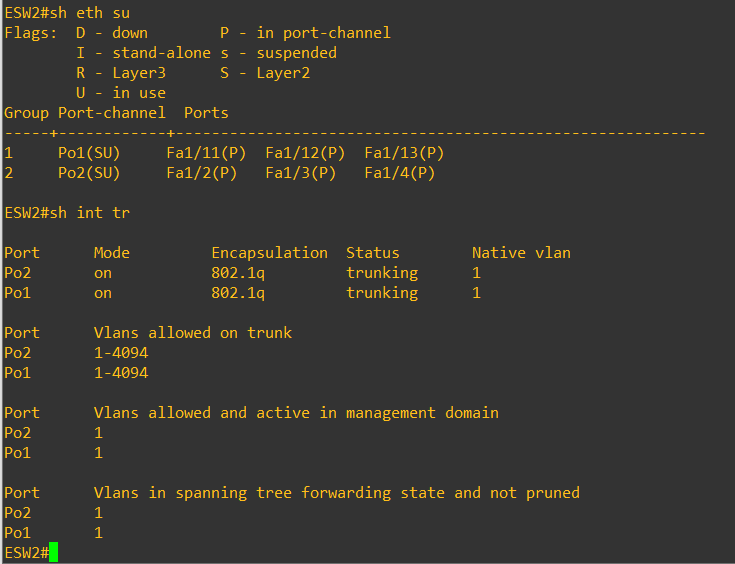 ESW2#sh eth su
Flags:  D - down        P - in port-channel
        I - stand-alone s - suspended
        R - Layer3      S - Layer2
        U - in use
Group Port-channel  Ports
-----+------------+-----------------------------------------------------------
1     Po1(SU)     Fa1/11(P)  Fa1/12(P)  Fa1/13(P)
2     Po2(SU)     Fa1/2(P)   Fa1/3(P)   Fa1/4(P)
ESW2#sh int tr
Port      Mode         Encapsulation  Status        Native vlan
Po2       on           802.1q         trunking      1
Po1       on           802.1q         trunking      1
Port      Vlans allowed on trunk
Po2       1-4094
Po1       1-4094
Port      Vlans allowed and active in management domain
Po2       1
Po1       1
Port      Vlans in spanning tree forwarding state and not pruned
Po2       1
Po1       1
ESW2#